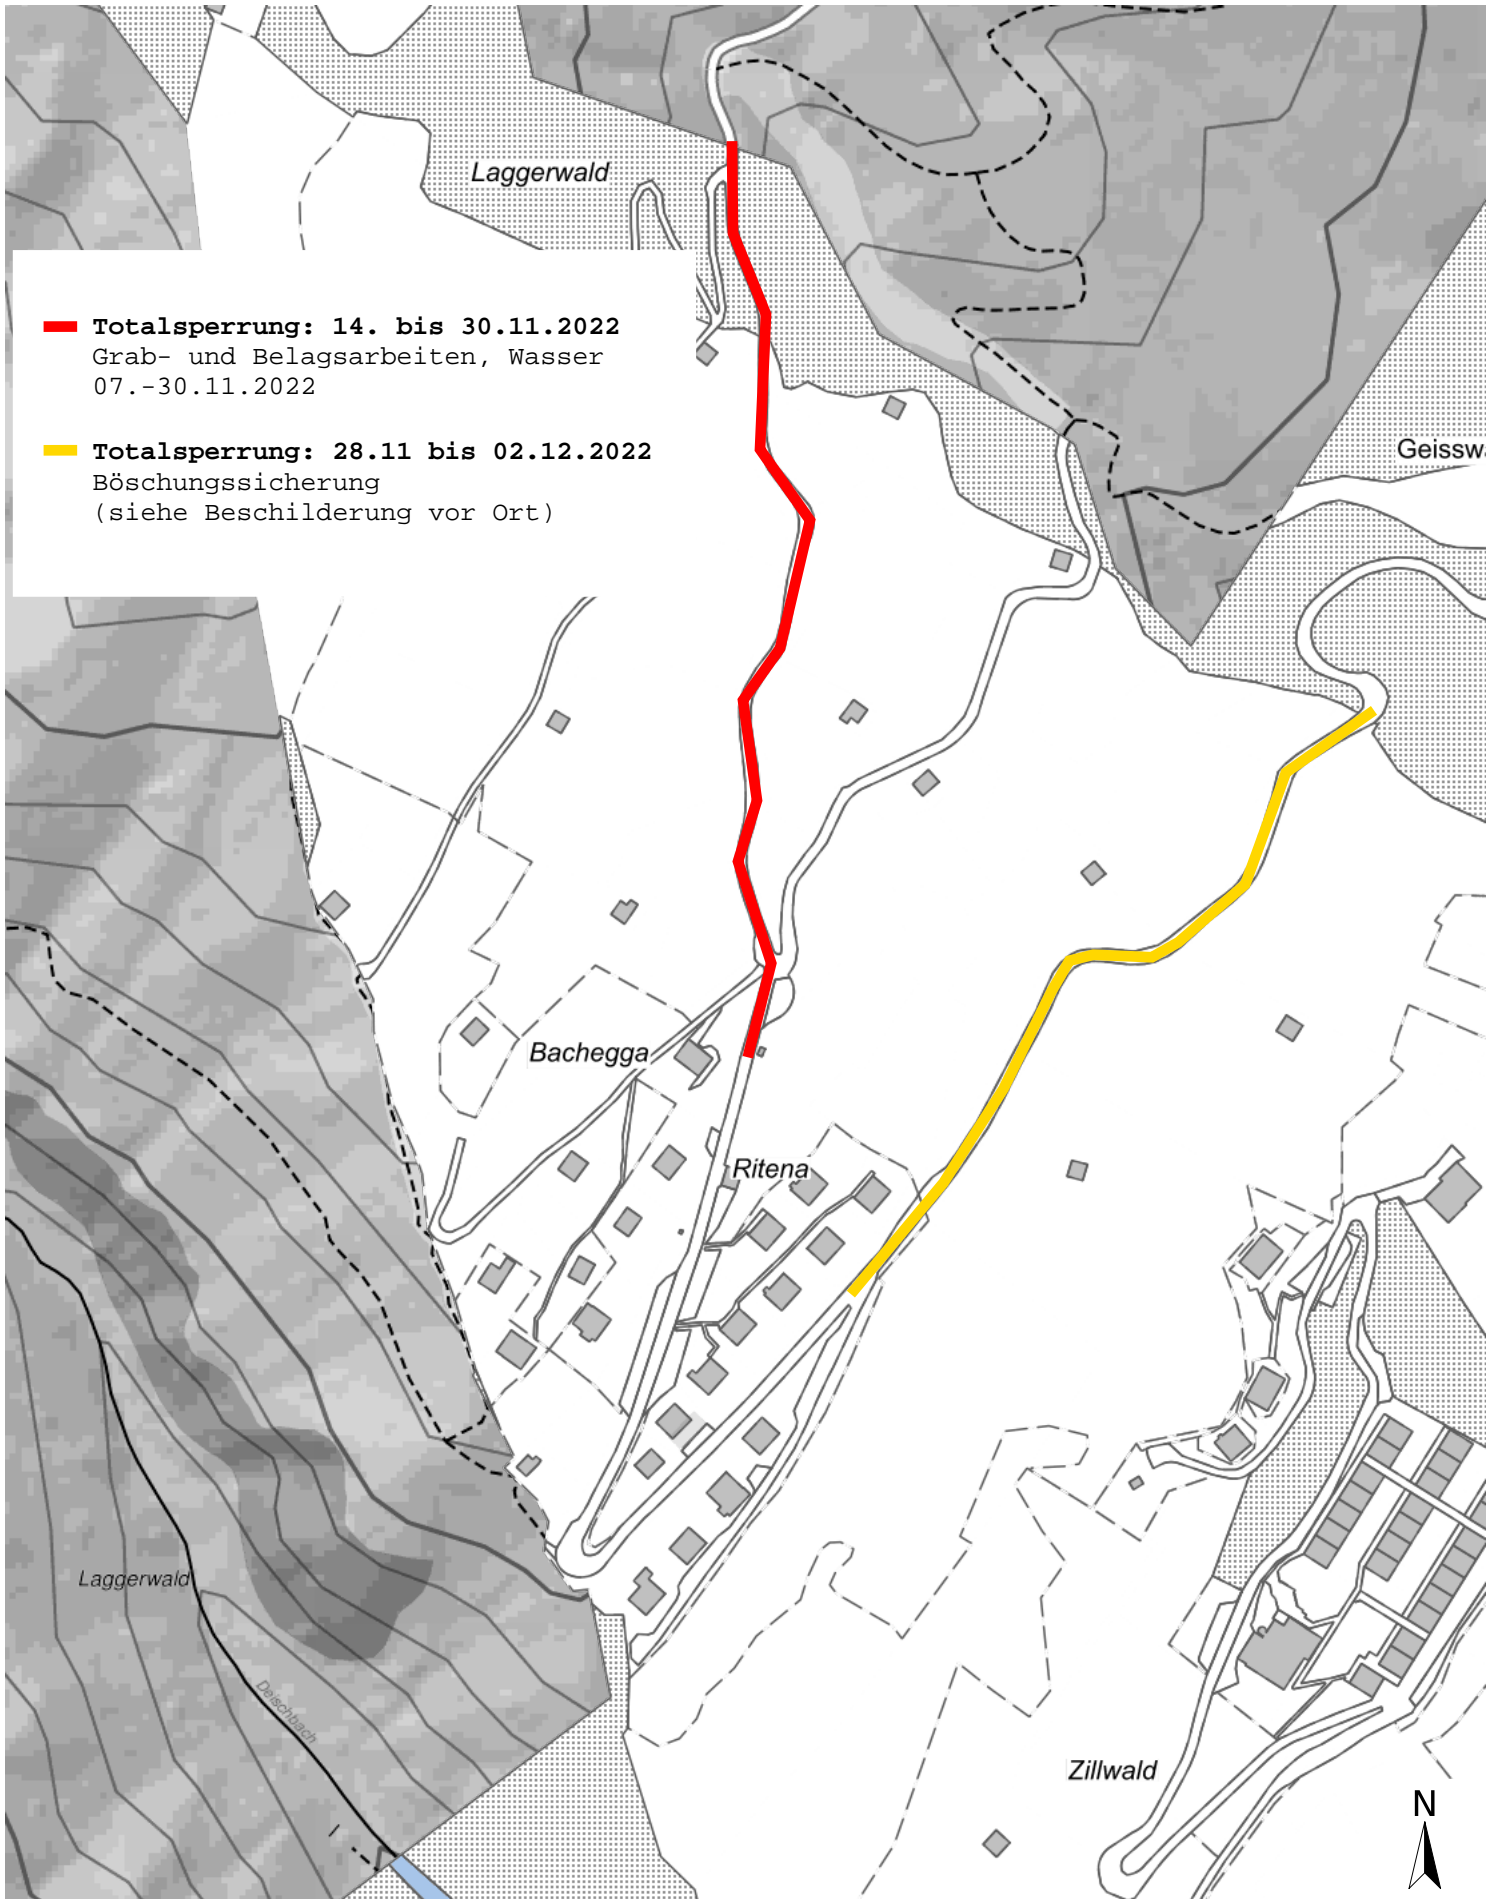 Laggerwald
Totalsperrung: 14. bis 30.11.2022
Grab- und Belagsarbeiten, Wasser
07.-30.11.2022
Totalsperrung: 28.11 bis 02.12.2022
Böschungssicherung
(siehe Beschilderung vor Ort)
Geissw
Bachegga
Ritena
Laggerwald
Deischbach
Zillwald
N